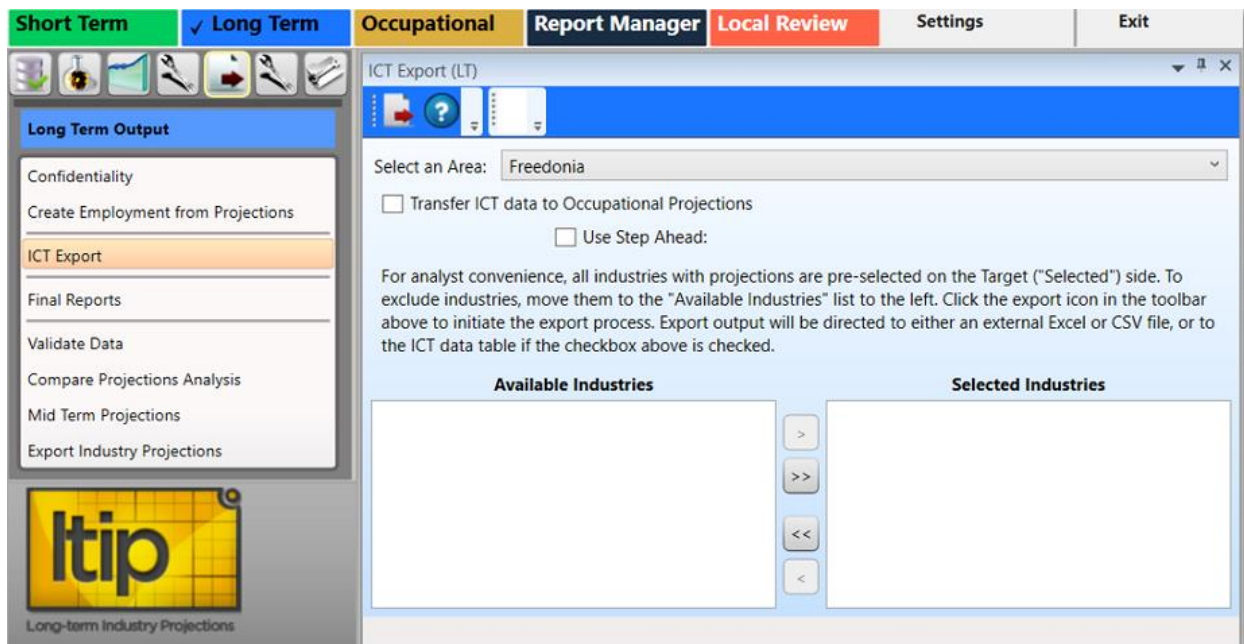 Short Term ✓ Long Term Occupational Report Manager Local Review Settings Exit
Long Term Output
Confidentiality
Create Employment from Projections
ICT Export
Final Reports
Validate Data
Compare Projections Analysis
Mid Term Projections
Export Industry Projections
ltip
Long-term Industry Projections
ICT Export (LT)
Select an Area: Freedonia
Transfer ICT data to Occupational Projections
Use Step Ahead:
For analyst convenience, all industries with projections are pre-selected on the Target ("Selected") side. To
exclude industries, move them to the "Available Industries" list to the left. Click the export icon in the toolbar
above to initiate the export process. Export output will be directed to either an external Excel or CSV file, or to
the ICT data table if the checkbox above is checked.
Available Industries Selected Industries
>
>>
<<
<